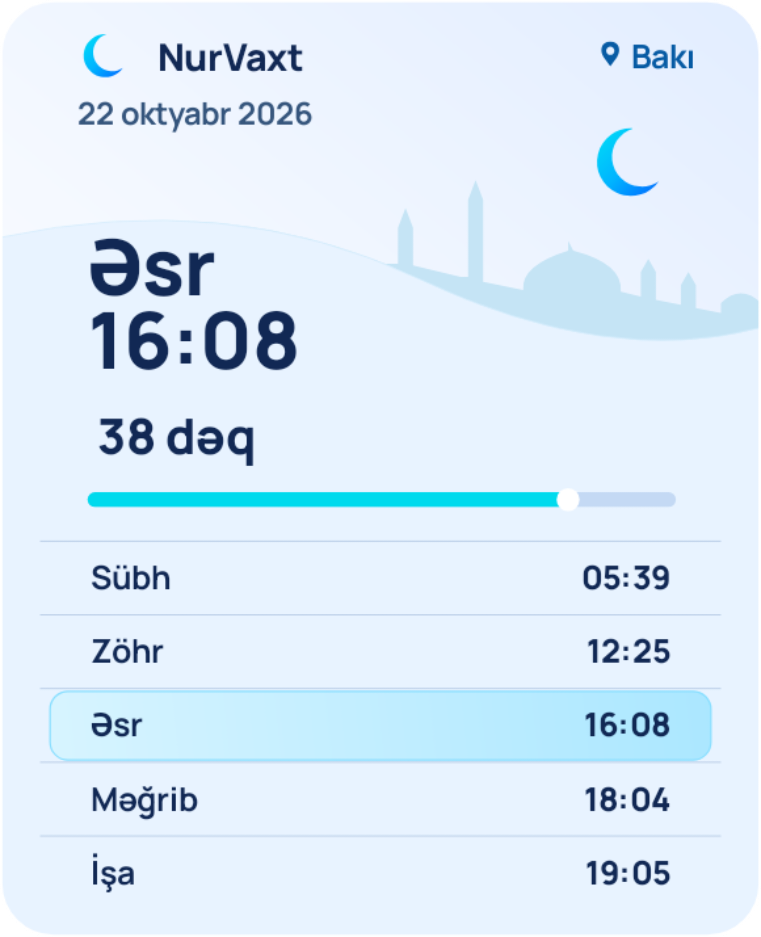 NurVaxt
Bakı
22 oktyabr 2026
Əsr
16:08
38 dəq
Sübh 05:39
Zöhr 12:25
Əsr 16:08
Məğrib 18:04
İşa 19:05